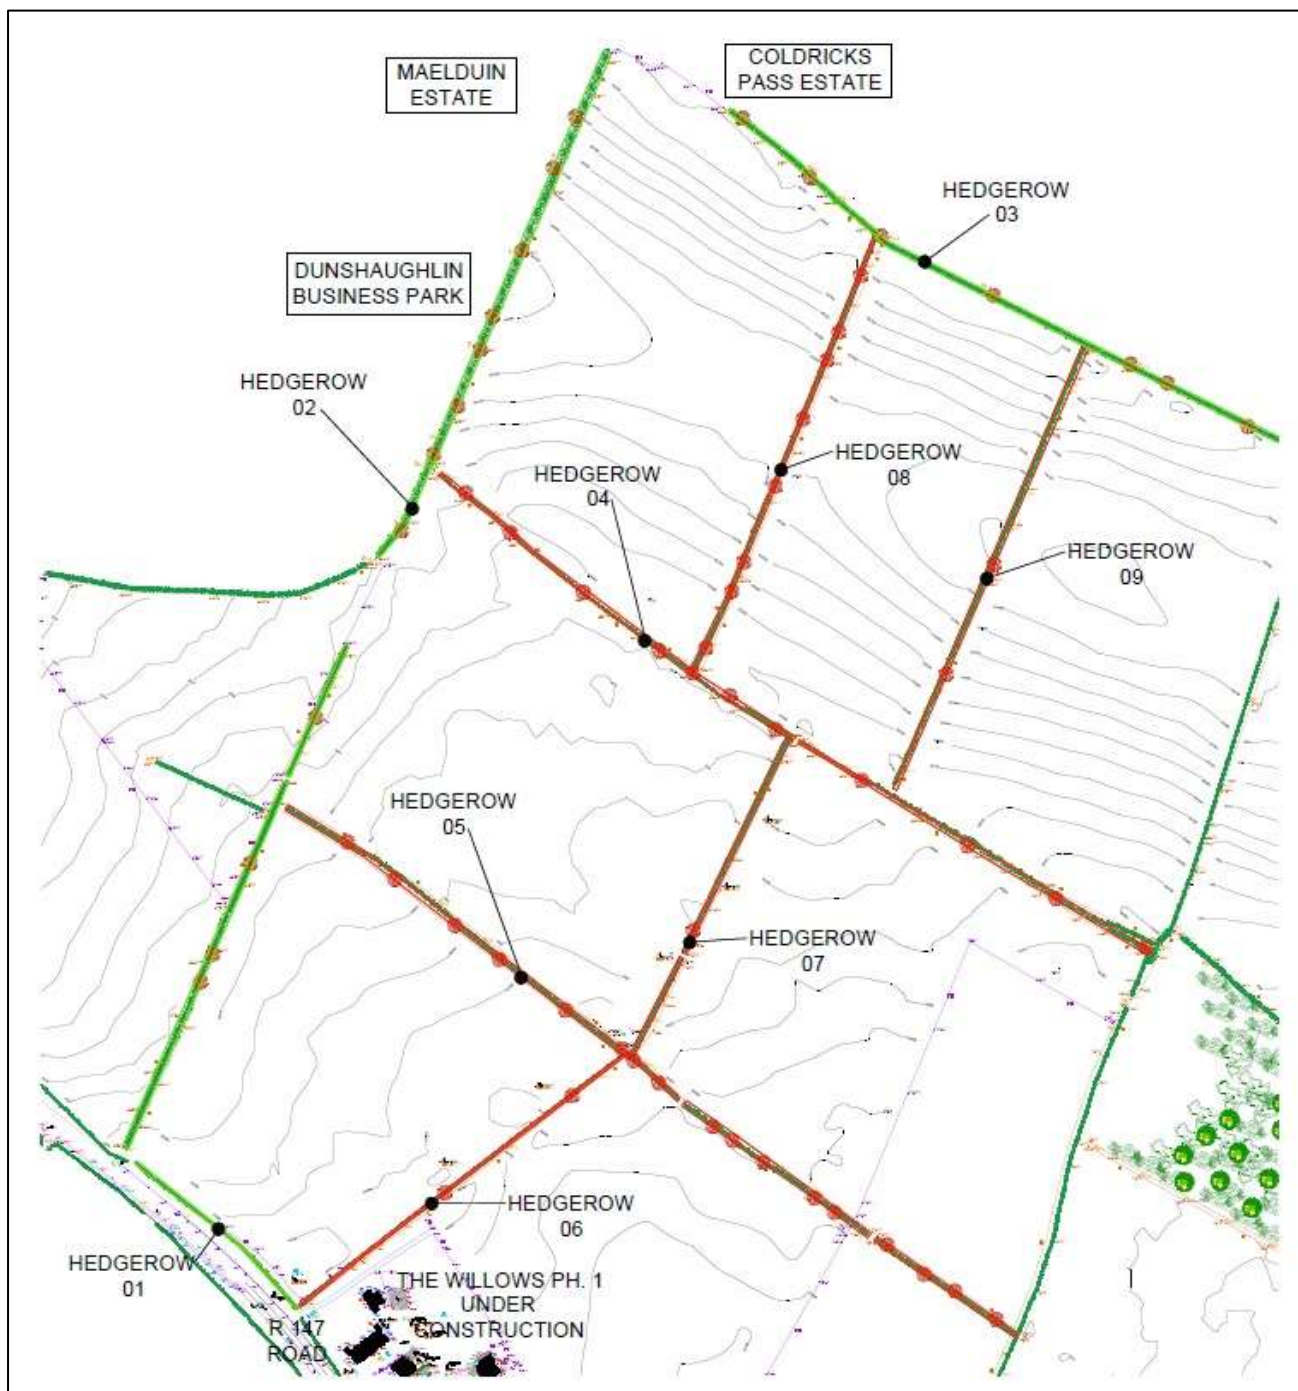 MAELDUIN
ESTATE
COLDRICKS
PASS ESTATE
HEDGEROW
03
DUNSHAUGHLIN
BUSINESS PARK
HEDGEROW
02
HEDGEROW
08
HEDGEROW
04
HEDGEROW
09
HEDGEROW
05
HEDGEROW
07
HEDGEROW
06
HEDGEROW
01
THE WILLOWS PH. 1
UNDER
CONSTRUCTION
R 147
ROAD